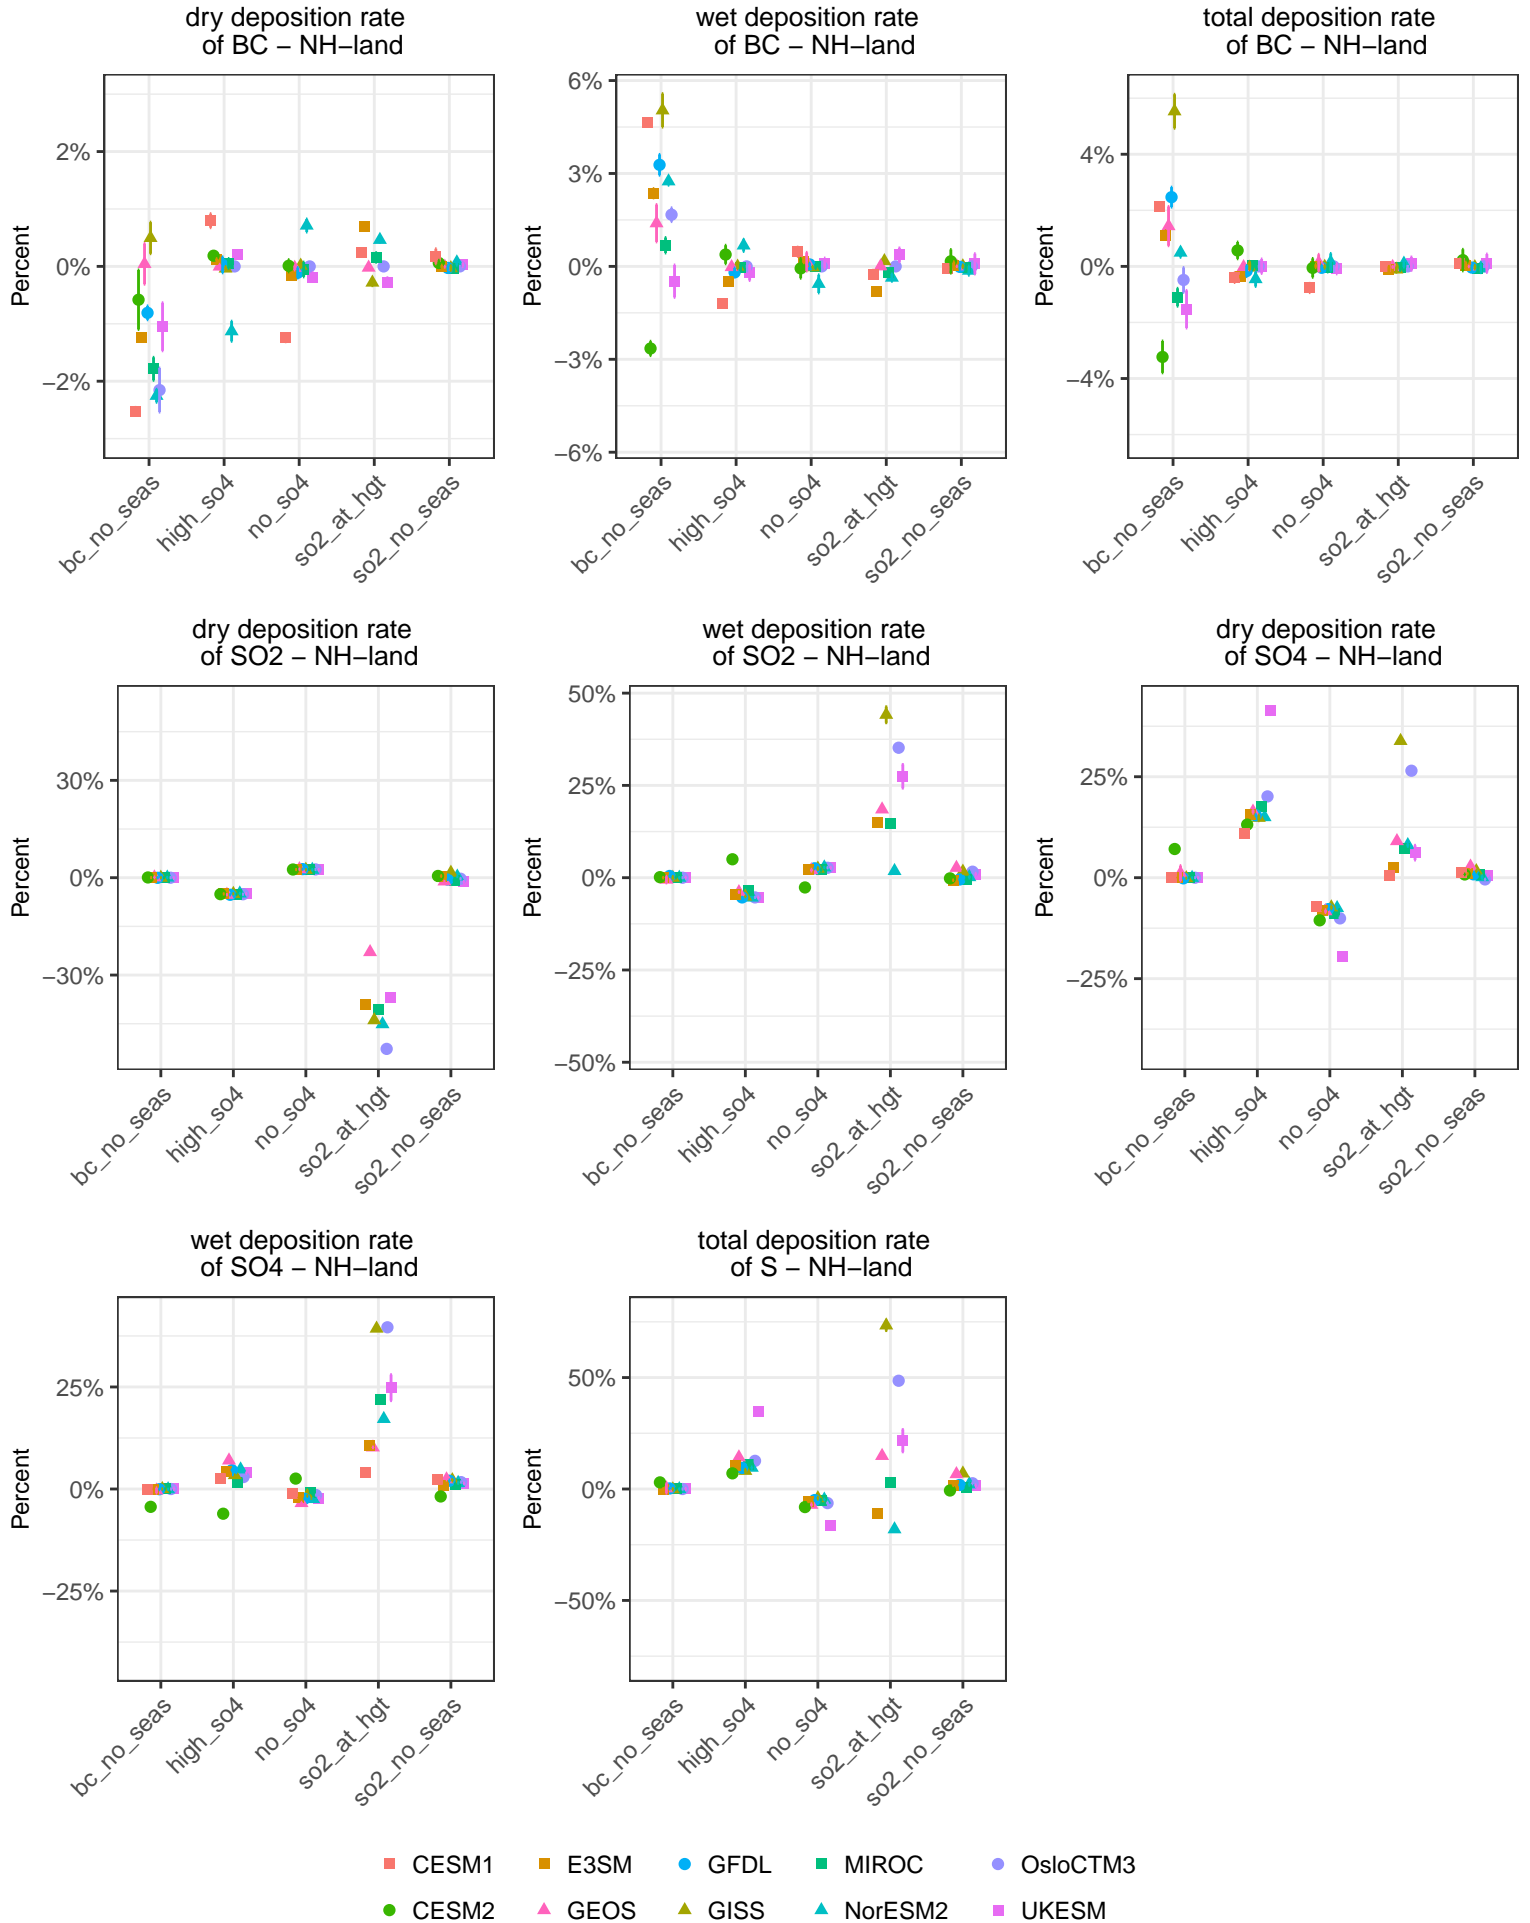 dry deposition rate
of BC − NH−land
wet deposition rate
of BC − NH−land
total deposition rate
of BC − NH−land
Percent
2%
0%
−2%
bc_no_seas
high_so4
no_so4
so2_at_hgt
so2_no_seas
Percent
6%
3%
0%
−3%
−6%
bc_no_seas
high_so4
no_so4
so2_at_hgt
so2_no_seas
Percent
4%
0%
−4%
bc_no_seas
high_so4
no_so4
so2_at_hgt
so2_no_seas
dry deposition rate
of SO2 − NH−land
wet deposition rate
of SO2 − NH−land
dry deposition rate
of SO4 − NH−land
Percent
30%
0%
−30%
bc_no_seas
high_so4
no_so4
so2_at_hgt
so2_no_seas
Percent
50%
25%
0%
−25%
−50%
bc_no_seas
high_so4
no_so4
so2_at_hgt
so2_no_seas
Percent
25%
0%
−25%
bc_no_seas
high_so4
no_so4
so2_at_hgt
so2_no_seas
wet deposition rate
of SO4 − NH−land
total deposition rate
of S − NH−land
Percent
25%
0%
−25%
bc_no_seas
high_so4
no_so4
so2_at_hgt
so2_no_seas
Percent
50%
0%
−50%
bc_no_seas
high_so4
no_so4
so2_at_hgt
so2_no_seas
CESM1 E3SM GFDL MIROC OsloCTM3
CESM2 GEOS GISS NorESM2 UKESM